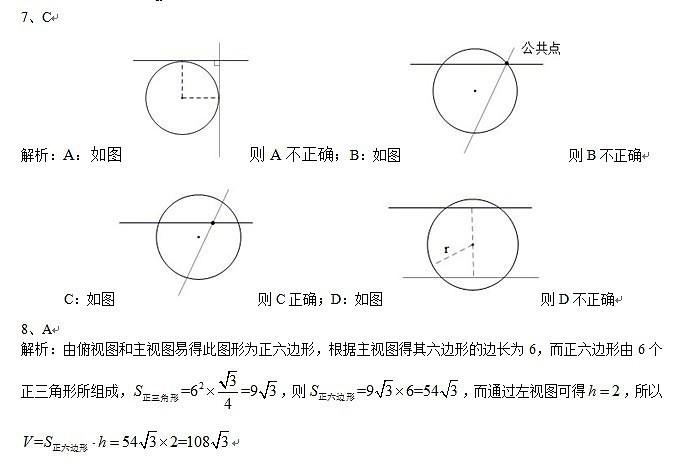 7、C
公共点
解析：A：如图 则 A 不正确；B：如图 则 B 不正确
r
C：如图 则 C 正确；D：如图 则 D 不正确
8、A
解析：由俯视图和主视图易得此图形为正六边形，根据主视图得其六边形的边长为 6，而正六边形由 6 个
正三角形所组成，S正三角形=6²×√3/4=9√3，则 S正六边形=9√3×6=54√3，而通过左视图可得 h=2，所以
V=S正六边形·h=54√3×2=108√3